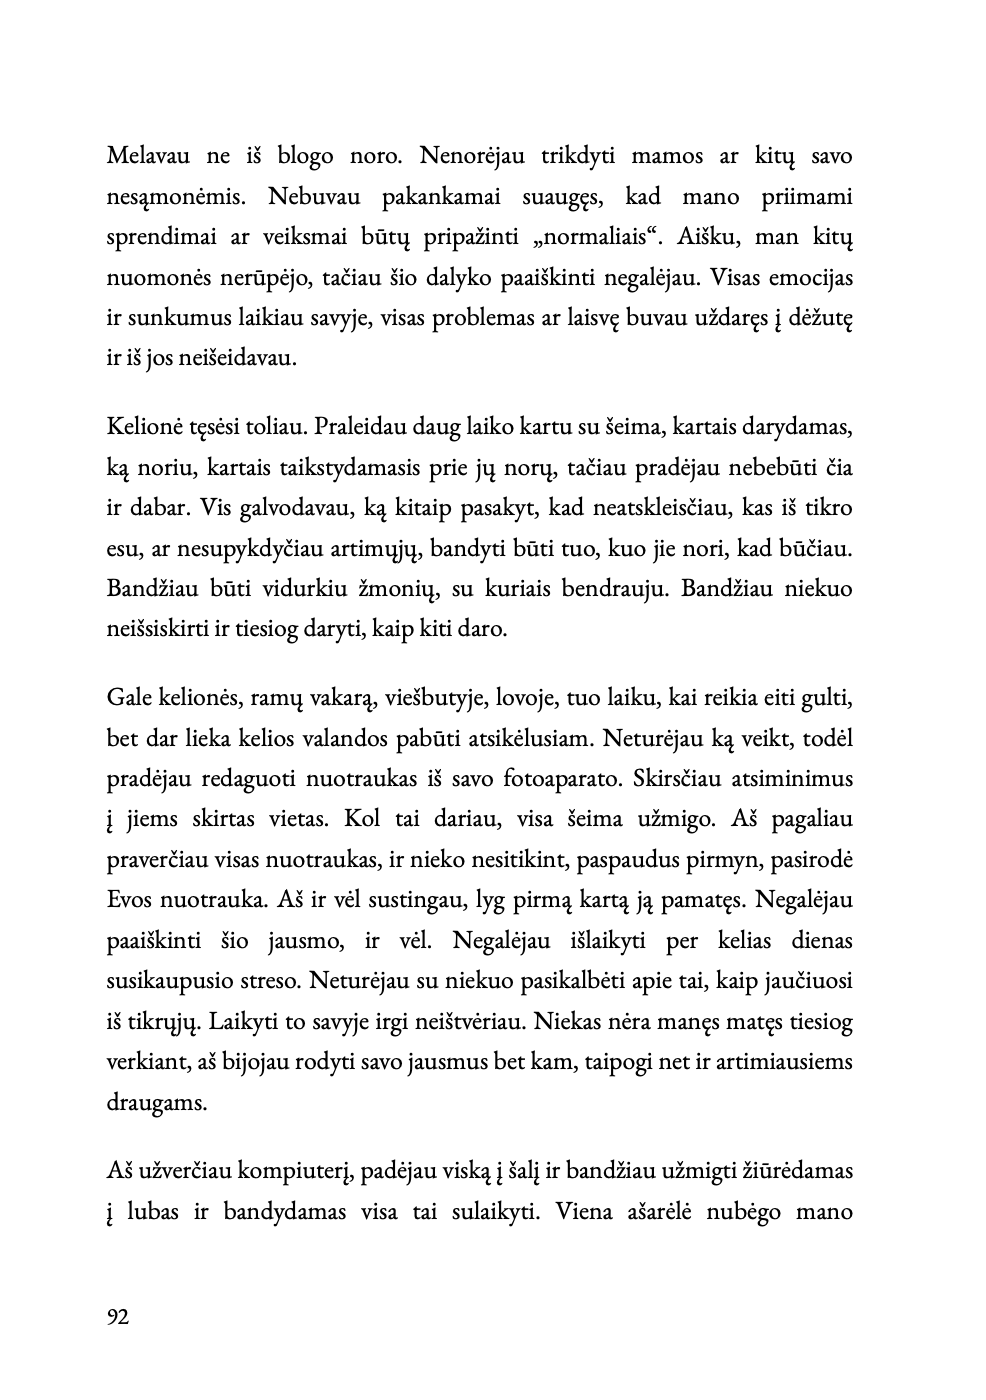 Melavau ne iš blogo noro. Nenorėjau trikdyti mamos ar kitų savo
nesąmonėmis. Nebuvau pakankamai suaugęs, kad mano priimami
sprendimai ar veiksmai būtų pripažinti „normaliais“. Aišku, man kitų
nuomonės nerūpėjo, tačiau šio dalyko paaiškinti negalėjau. Visas emocijas
ir sunkumus laikiau savyje, visas problemas ar laisvę buvau uždaręs į dėžutę
ir iš jos neišeidavau.
Kelionė tęsėsi toliau. Praleidau daug laiko kartu su šeima, kartais darydamas,
ką noriu, kartais taikstydamasis prie jų norų, tačiau pradėjau nebebūti čia
ir dabar. Vis galvodavau, ką kitaip pasakyt, kad neatskleisčiau, kas iš tikro
esu, ar nesupykdyčiau artimųjų, bandyti būti tuo, kuo jie nori, kad būčiau.
Bandžiau būti vidurkiu žmonių, su kuriais bendrauju. Bandžiau niekuo
neišsiskirti ir tiesiog daryti, kaip kiti daro.
Gale kelionės, ramų vakarą, viešbutyje, lovoje, tuo laiku, kai reikia eiti gulti,
bet dar lieka kelios valandos pabūti atsikėlusiam. Neturėjau ką veikt, todėl
pradėjau redaguoti nuotraukas iš savo fotoaparato. Skirsčiau atsiminimus
į jiems skirtas vietas. Kol tai dariau, visa šeima užmigo. Aš pagaliau
praverčiau visas nuotraukas, ir nieko nesitikint, paspaudus pirmyn, pasirodė
Evos nuotrauka. Aš ir vėl sustingau, lyg pirmą kartą ją pamatęs. Negalėjau
paaiškinti šio jausmo, ir vėl. Negalėjau išlaikyti per kelias dienas
susikaupusio streso. Neturėjau su niekuo pasikalbėti apie tai, kaip jaučiuosi
iš tikrųjų. Laikyti to savyje irgi neištvėriau. Niekas nėra manęs matęs tiesiog
verkiant, aš bijojau rodyti savo jausmus bet kam, taipogi net ir artimiausiems
draugams.
Aš užverčiau kompiuterį, padėjau viską į šalį ir bandžiau užmigti žiūrėdamas
į lubas ir bandydamas visa tai sulaikyti. Viena ašarėlė nubėgo mano
92